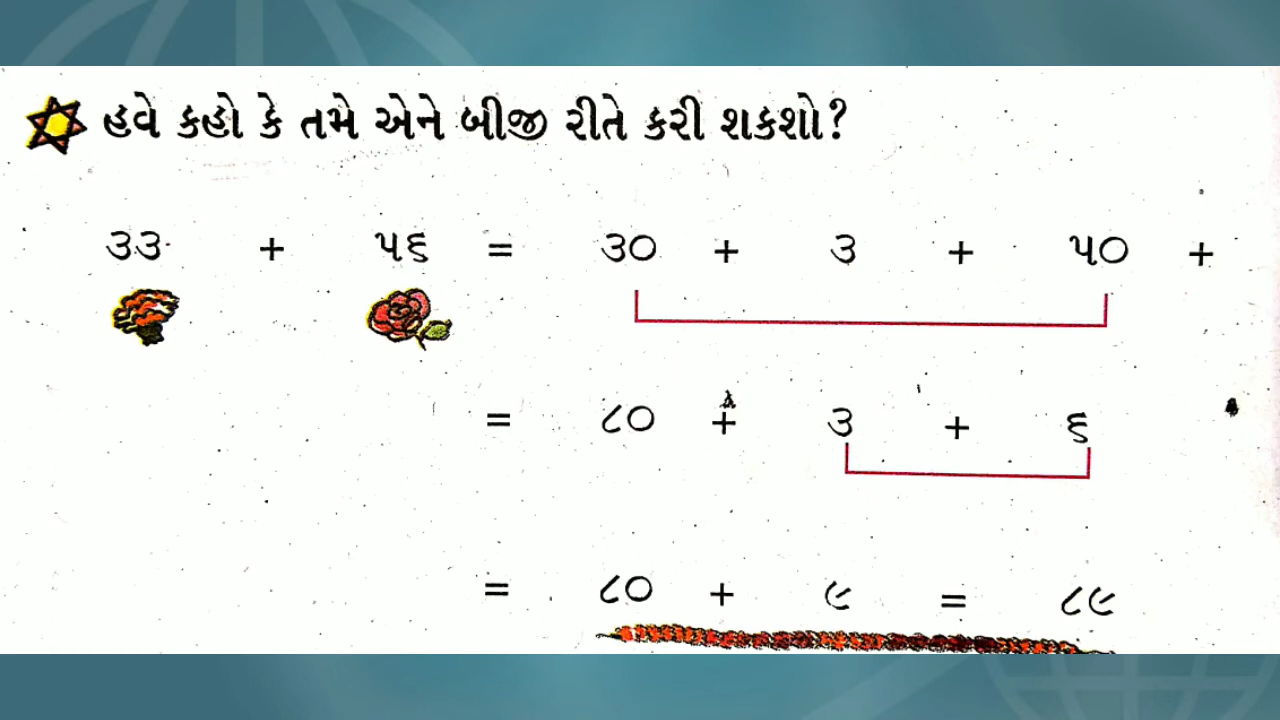 હવે કહો કે તમે એને બીજી રીતે કરી શકશો?
૩૩ + ૫૬ = ૩૦ + ૩ + ૫૦ +
= ૮૦ + ૩ + ૬
= ૮૦ + ૯ = ૮૯